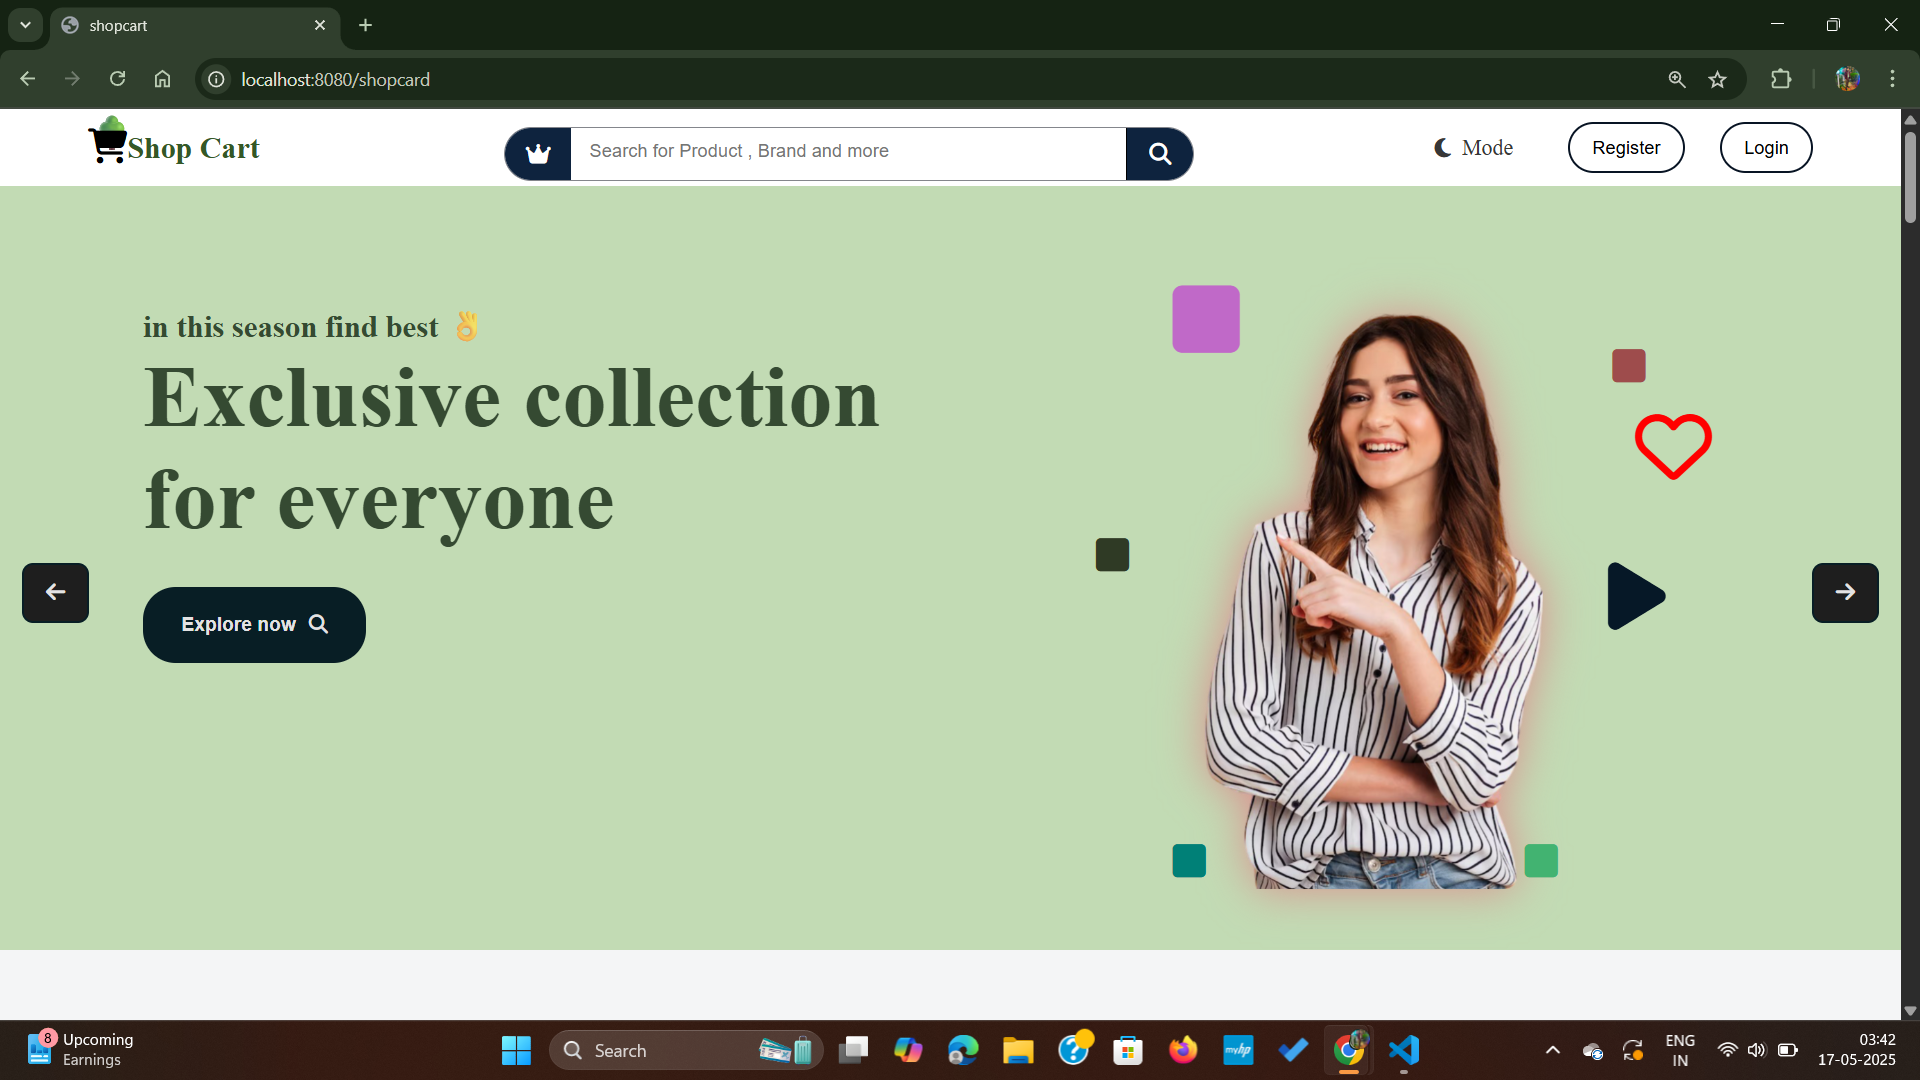 shopcart
localhost:8080/shopcard
Shop Cart
Search for Product , Brand and more
Mode
Register
Login
in this season find best 👌
Exclusive collection
for everyone
Explore now
8
Upcoming
Earnings
Search
myhp
ENG
IN
03:42
17-05-2025